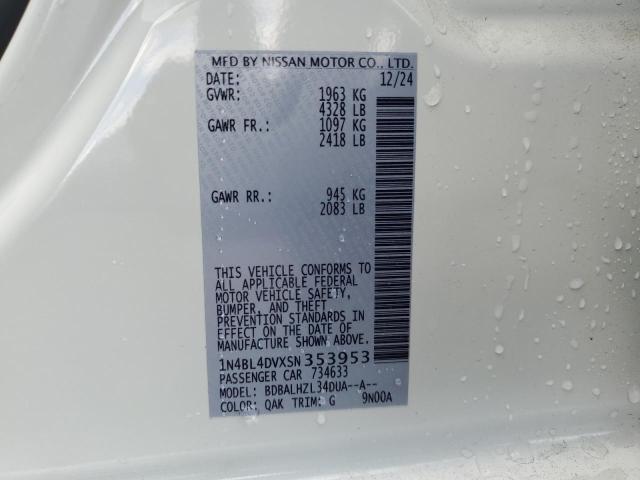 MFD BY NISSAN MOTOR CO., LTD.
DATE: 12/24
GVWR: 1963 KG
4328 LB
GAWR FR.: 1097 KG
2418 LB
GAWR RR.: 945 KG
2083 LB
THIS VEHICLE CONFORMS TO
ALL APPLICABLE FEDERAL
MOTOR VEHICLE SAFETY,
BUMPER, AND THEFT
PREVENTION STANDARDS IN
EFFECT ON THE DATE OF
MANUFACTURE SHOWN ABOVE.
1N4BL4DVXSN353953
PASSENGER CAR 734633
MODEL: BDBALHZL34DUA--A--
COLOR: QAK TRIM: G 9N00A